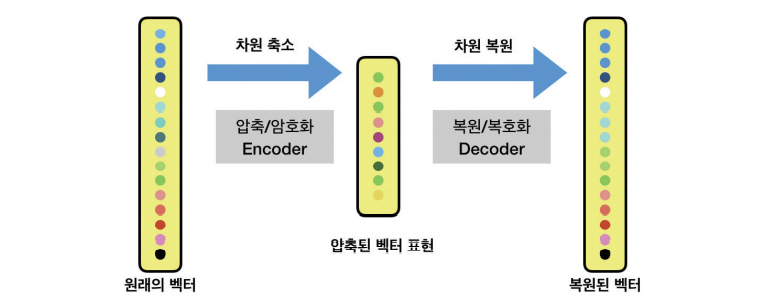 차원 축소
차원 복원
압축/암호화
Encoder
복원/복호화
Decoder
압축된 벡터 표현
원래의 벡터
복원된 벡터